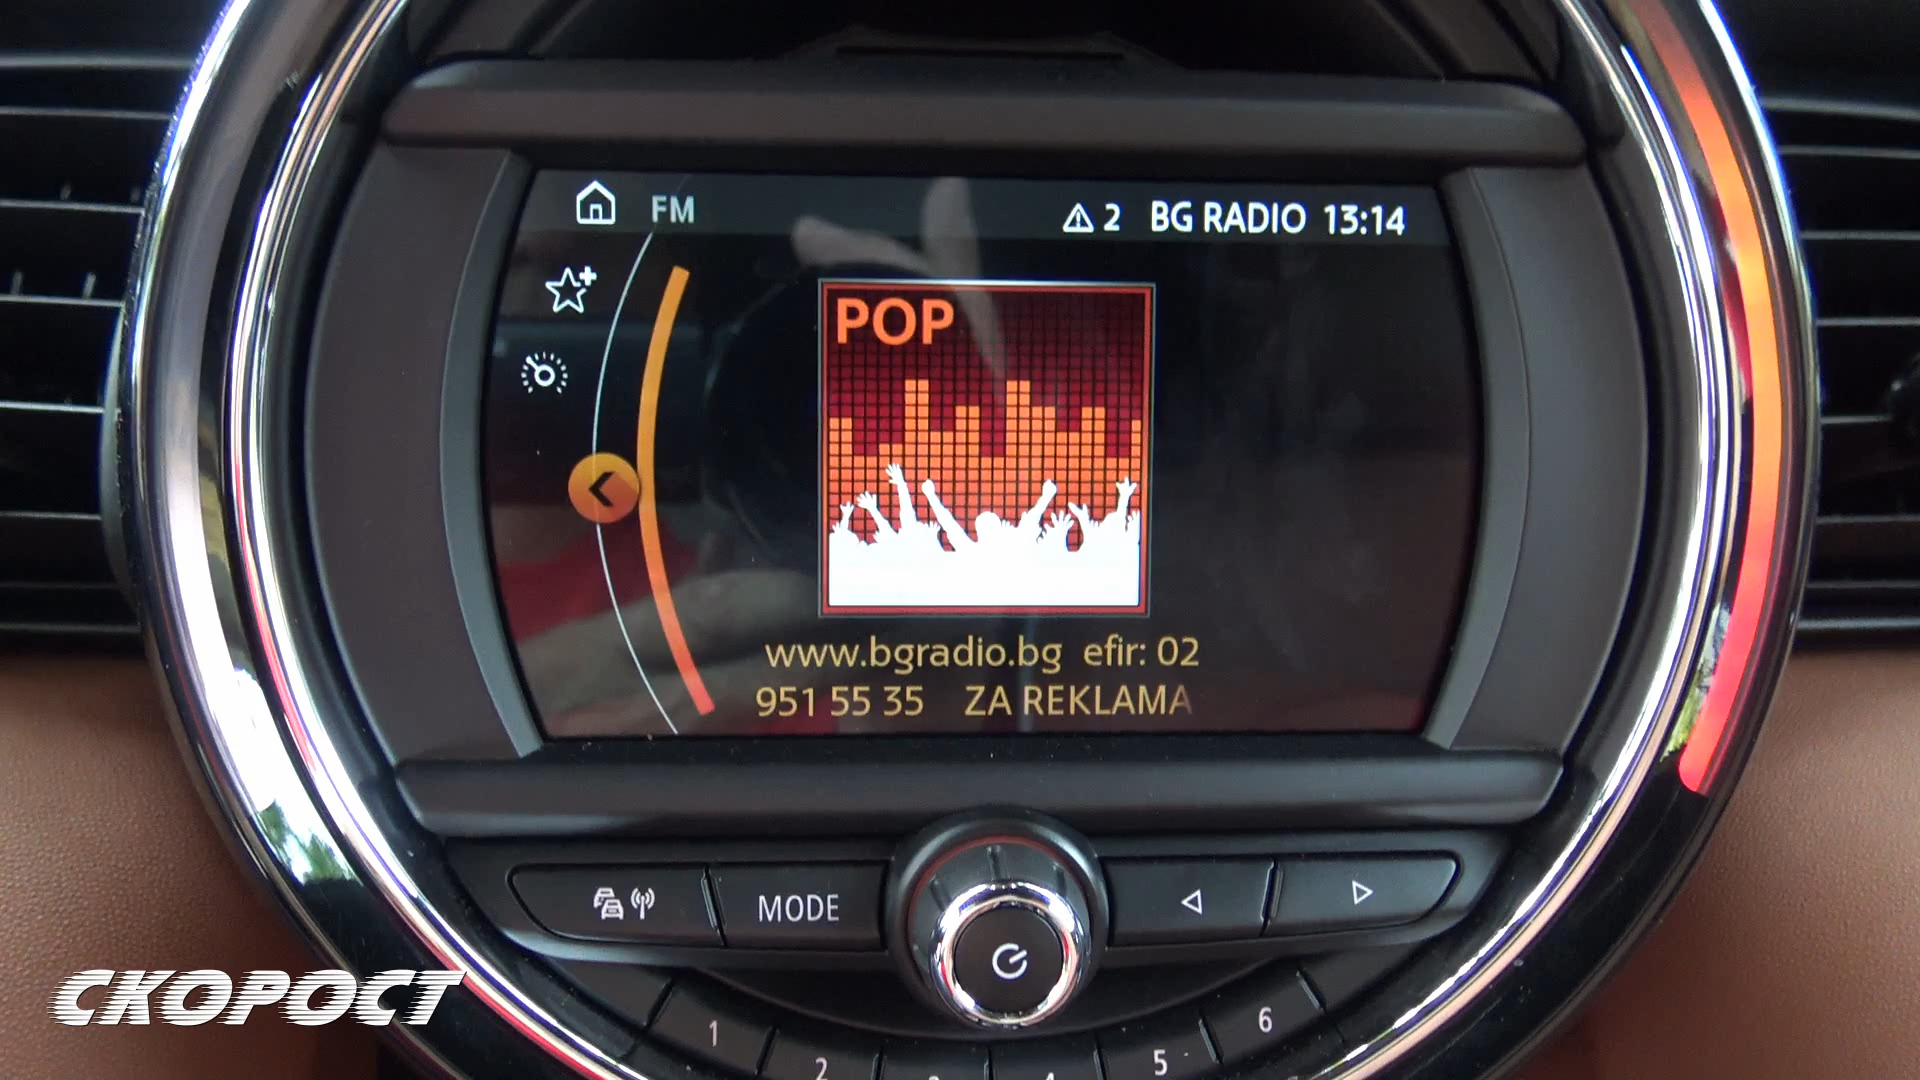 FM
2 BG RADIO 13:14
POP
www.bgradio.bg efir: 02
951 55 35 ZA REKLAMA
MODE
СКОРОСТ
1
2
5
6